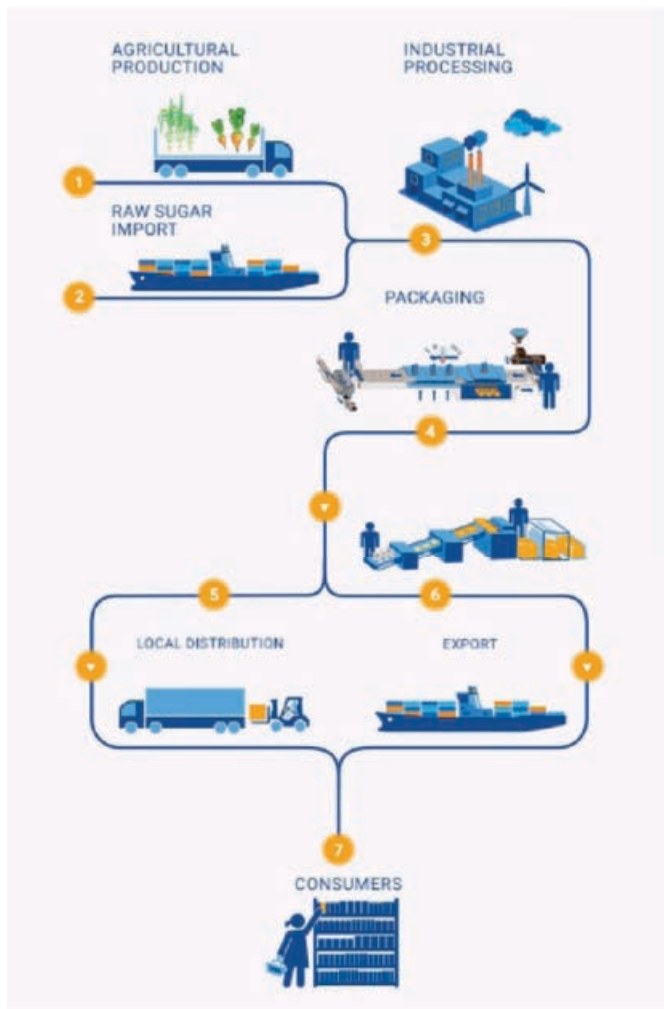 AGRICULTURAL
PRODUCTION
INDUSTRIAL
PROCESSING
1
RAW SUGAR
IMPORT
3
2
PACKAGING
4
5
6
LOCAL DISTRIBUTION
EXPORT
7
CONSUMERS